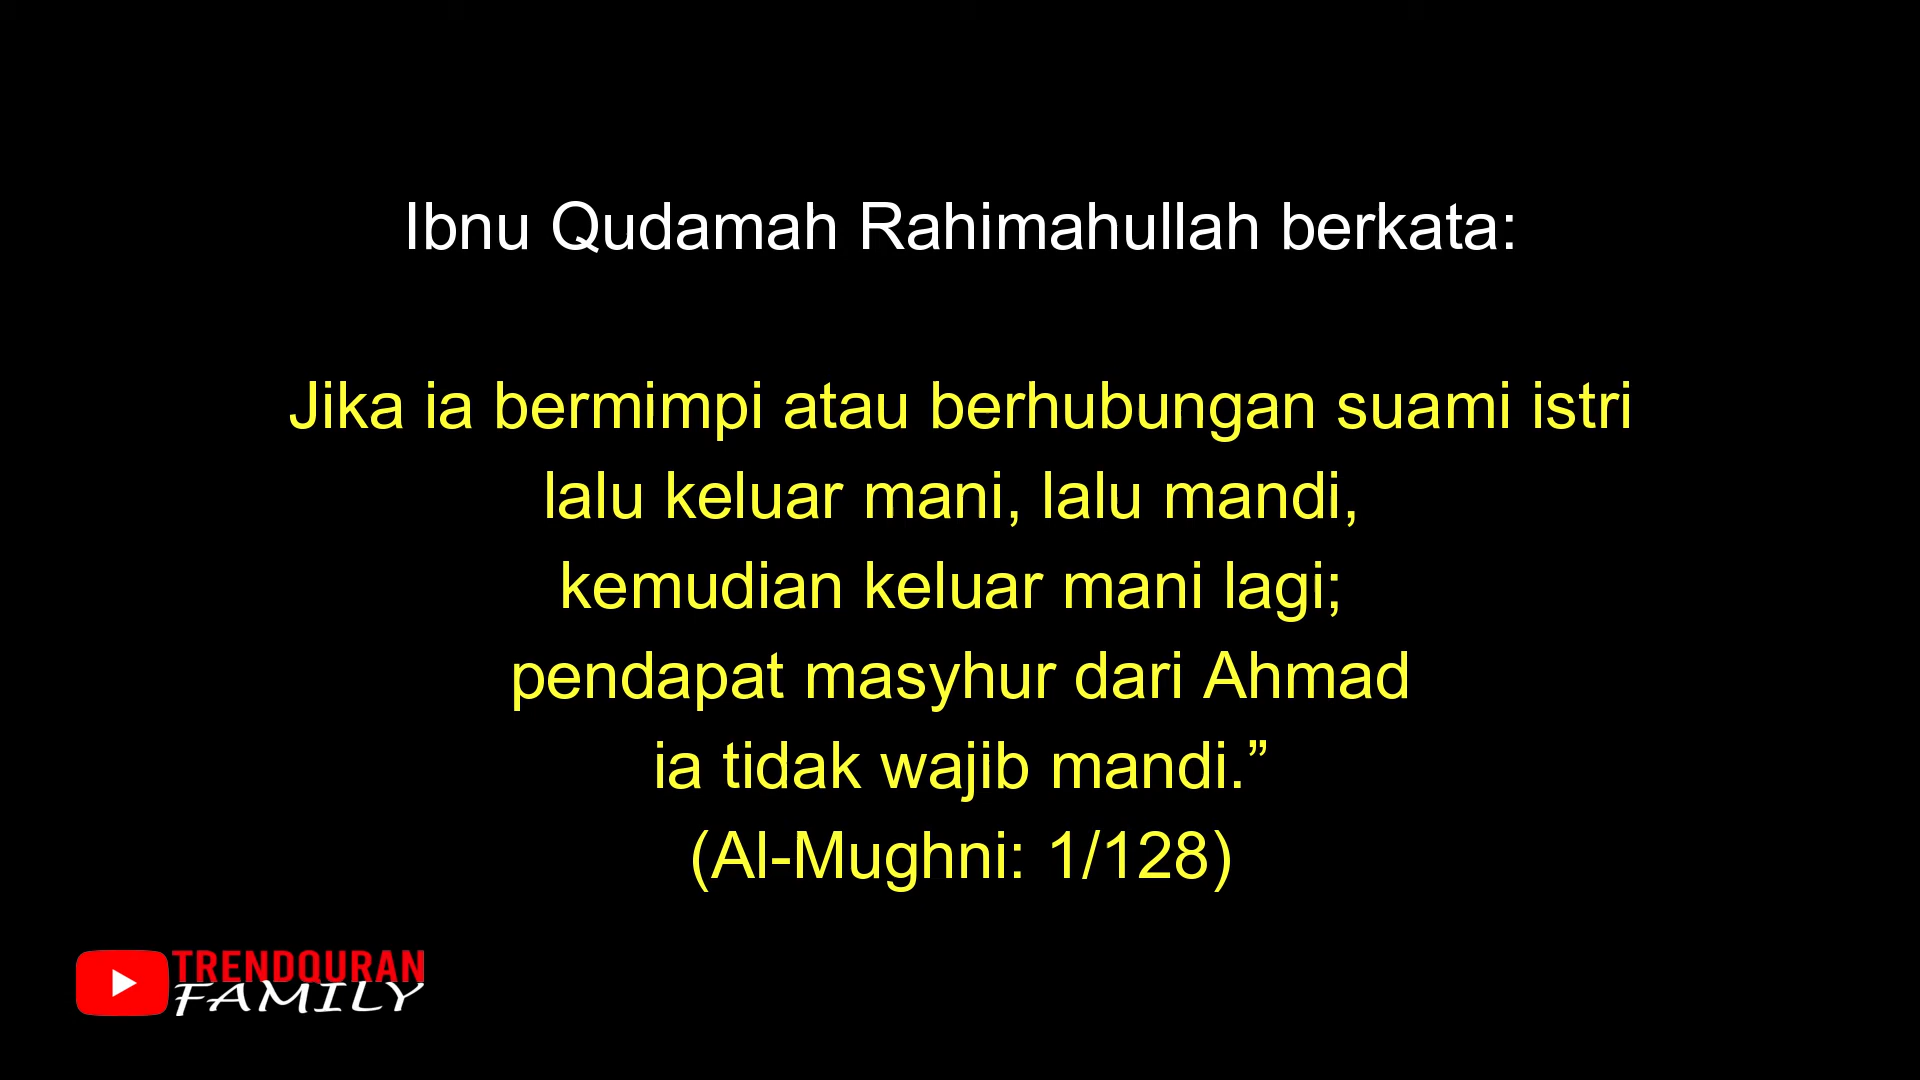 Ibnu Qudamah Rahimahullah berkata:
Jika ia bermimpi atau berhubungan suami istri
lalu keluar mani, lalu mandi,
kemudian keluar mani lagi;
pendapat masyhur dari Ahmad
ia tidak wajib mandi.”
(Al-Mughni: 1/128)
TRENDQURAN
FAMILY